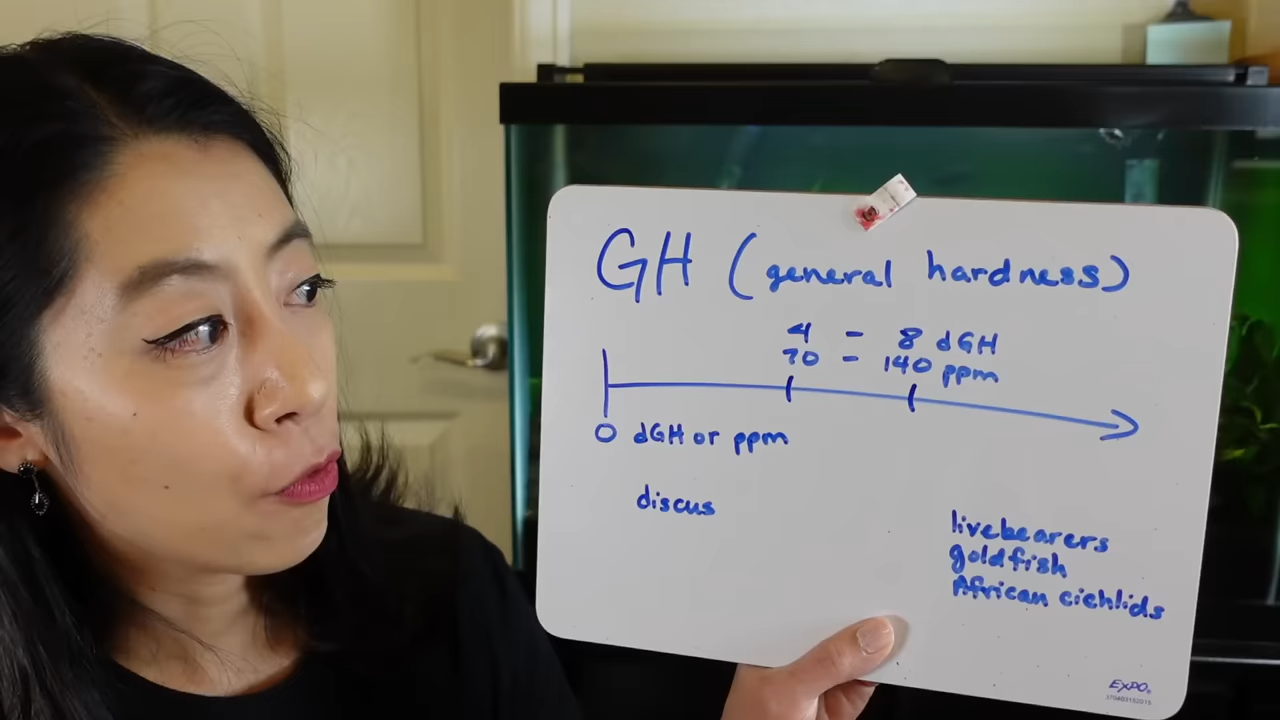 GH (general hardness)
4 - 8 dGH
70 - 140 ppm
0 dGH or ppm
discus
livebearers
goldfish
African cichlids
EXPO